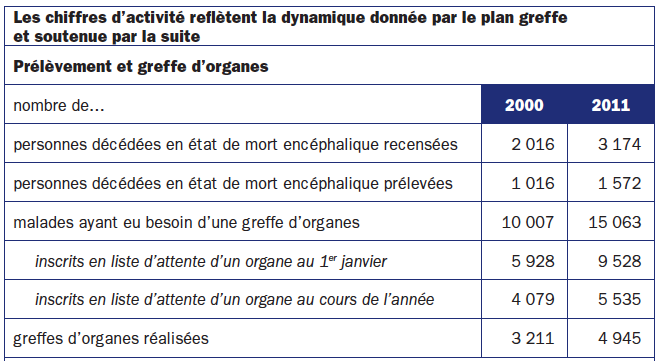 Les chiffres d’activité reflètent la dynamique donnée par le plan greffe
et soutenue par la suite
Prélèvement et greffe d’organes
nombre de… 2000 2011
personnes décédées en état de mort encéphalique recensées 2 016 3 174
personnes décédées en état de mort encéphalique prélevées 1 016 1 572
malades ayant eu besoin d’une greffe d’organes 10 007 15 063
inscrits en liste d’attente d’un organe au 1er janvier 5 928 9 528
inscrits en liste d’attente d’un organe au cours de l’année 4 079 5 535
greffes d’organes réalisées 3 211 4 945